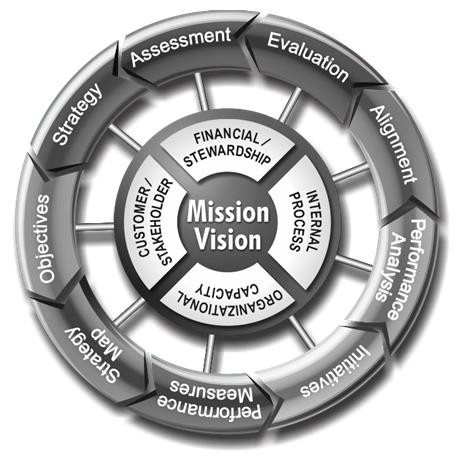 Assessment
Strategy
Objectives
Strategy
Map
Performance
Measures
Initiatives
Performance
Analysis
Alignment
Evaluation
FINANCIAL/
STEWARDSHIP
CUSTOMER/
STAKEHOLDER
INTERNAL
PROCESS
ORGANIZATIONAL
CAPACITY
Mission
Vision